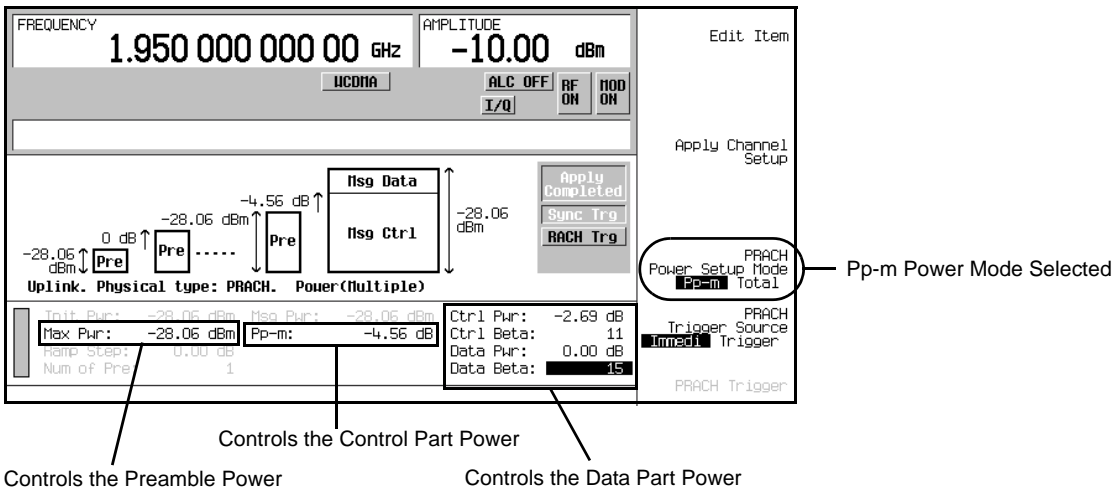 FREQUENCY
1.950 000 000 00 GHz
AMPLITUDE
-10.00 dBm
WCDMA
ALC OFF
I/Q
RF ON
MOD ON
Edit Item
Apply Channel
Setup
Msg Data
Msg Ctrl
-4.56 dB
-28.06 dBm
0 dB
-28.06
dBm
Pre
Pre
.....
Pre
-28.06
dBm
Apply
Completed
Sync Trg
RACH Trg
Uplink. Physical type: PRACH. Power(Multiple)
PRACH
Power Setup Mode
Pp-m Total
Pp-m Power Mode Selected
PRACH
Trigger Source
Immedi Trigger
PRACH Trigger
Init Pwr: -28.06 dBm Msg Pwr: -28.06 dBm
Max Pwr: -28.06 dBm Pp-m: -4.56 dB
Ramp Step: 0.00 dB
Num of Pre: 1
Ctrl Pwr: -2.69 dB
Ctrl Beta: 11
Data Pwr: 0.00 dB
Data Beta: 15
Controls the Control Part Power
Controls the Preamble Power
Controls the Data Part Power